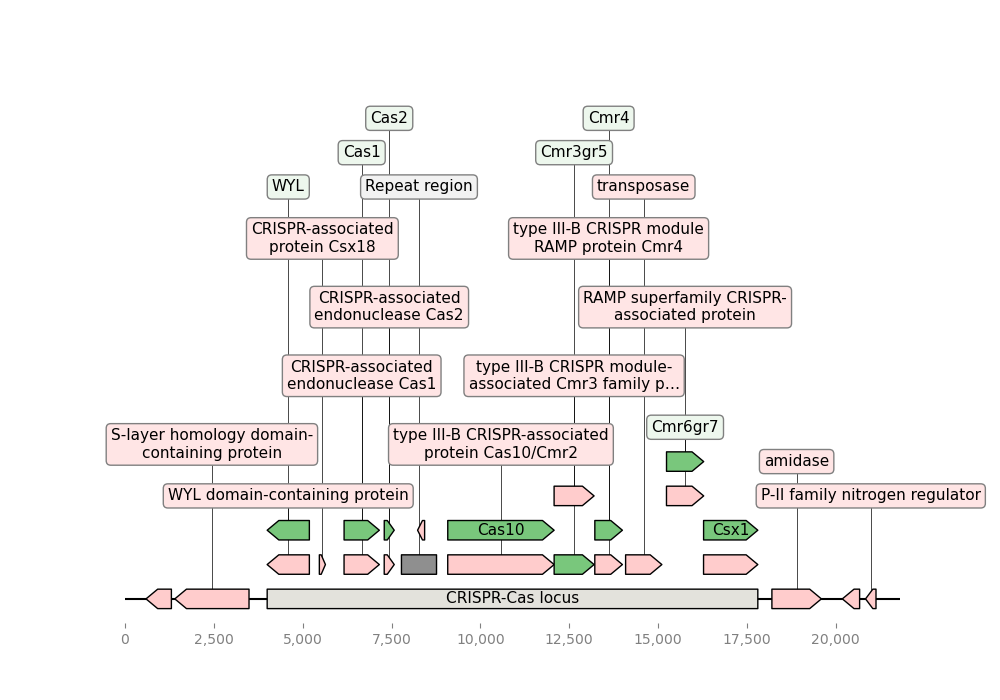 Cas2
Cmr4
Cas1
Cmr3gr5
WYL
Repeat region
transposase
CRISPR-associated
protein Csx18
type III-B CRISPR module
RAMP protein Cmr4
CRISPR-associated
endonuclease Cas2
RAMP superfamily CRISPR-
associated protein
CRISPR-associated
endonuclease Cas1
type III-B CRISPR module-
associated Cmr3 family p...
Cmr6gr7
S-layer homology domain-
containing protein
type III-B CRISPR-associated
protein Cas10/Cmr2
amidase
WYL domain-containing protein
P-II family nitrogen regulator
Cas10
Csx1
CRISPR-Cas locus
0
2,500
5,000
7,500
10,000
12,500
15,000
17,500
20,000